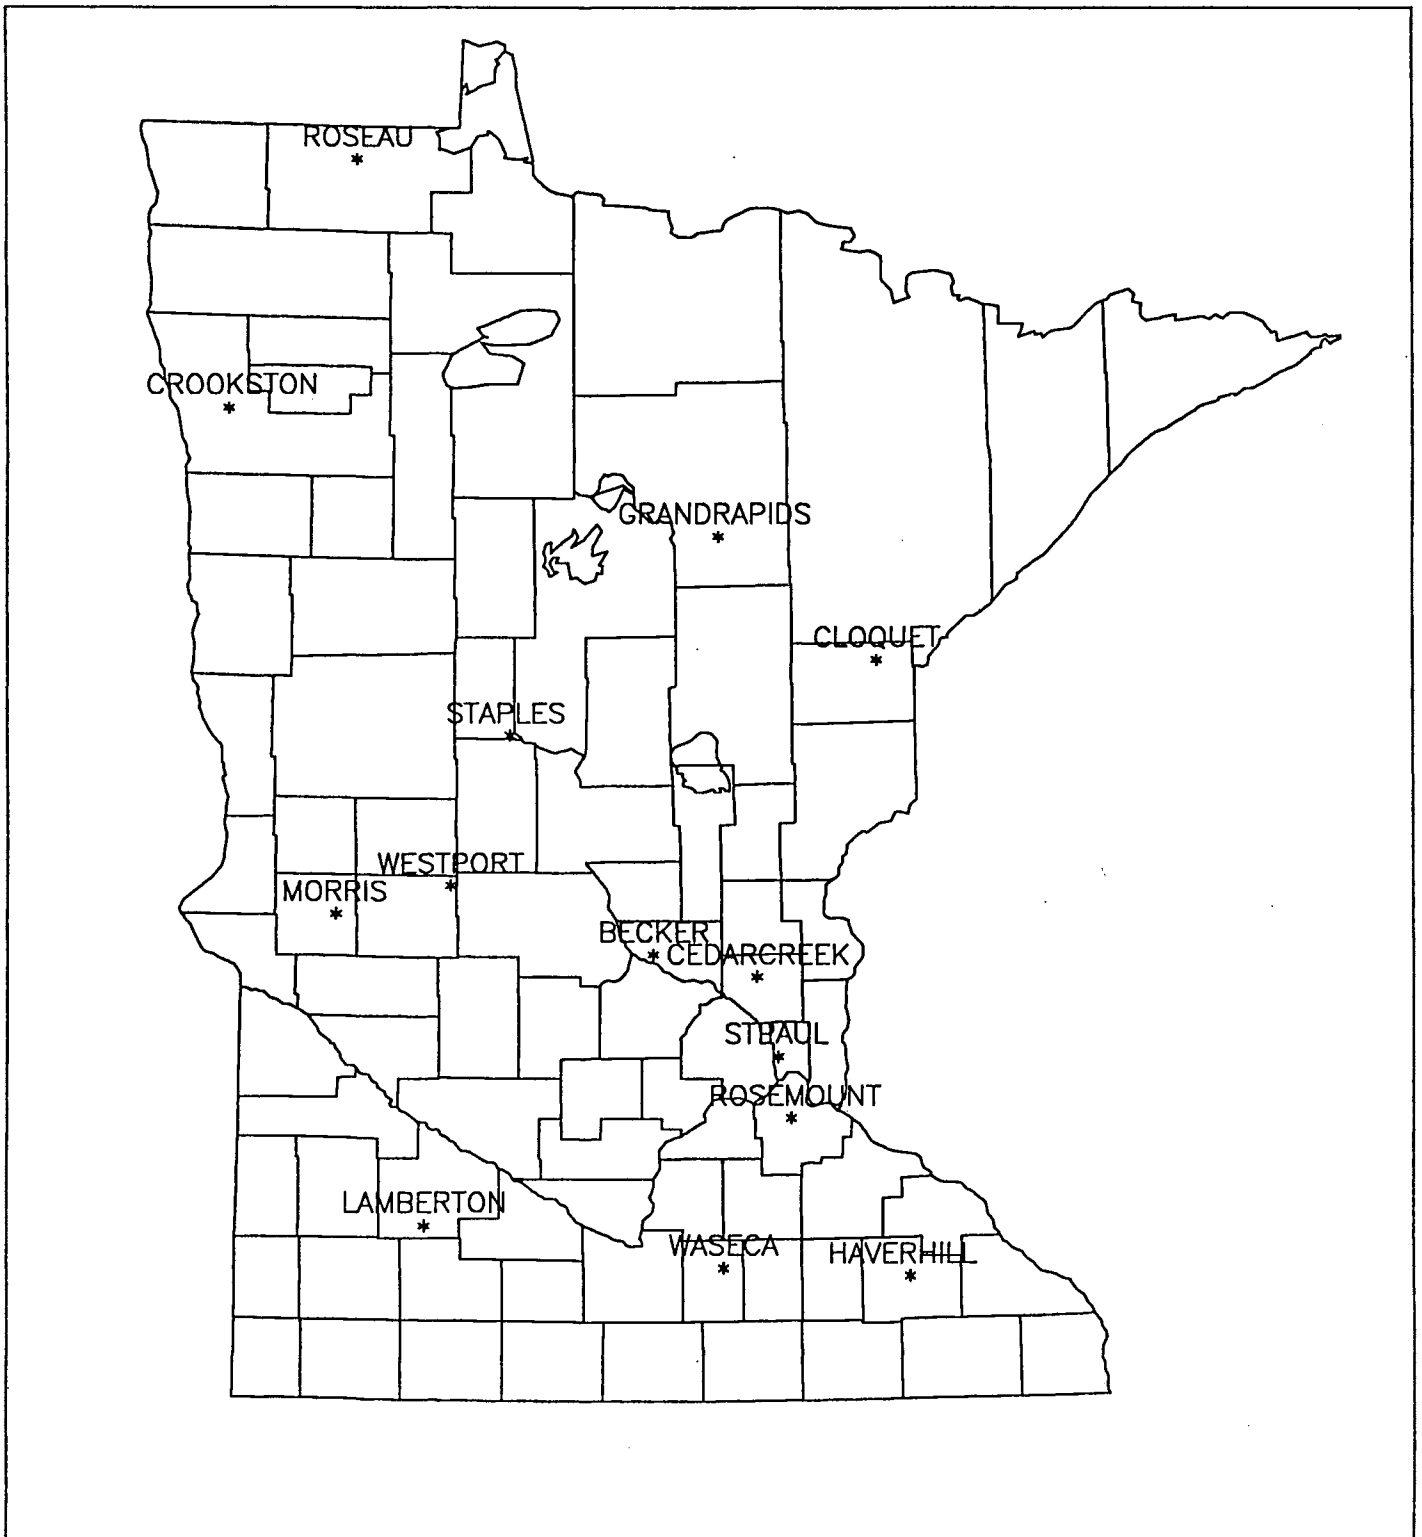 ROSEAU
CROOKSTON
GRANDRAPIDS
CLOQUET
STAPLES
WESTPORT
MORRIS
BECKER
CEDARCREEK
STPAUL
ROSEMOUNT
LAMBERTON
WASECA
HAVERHILL